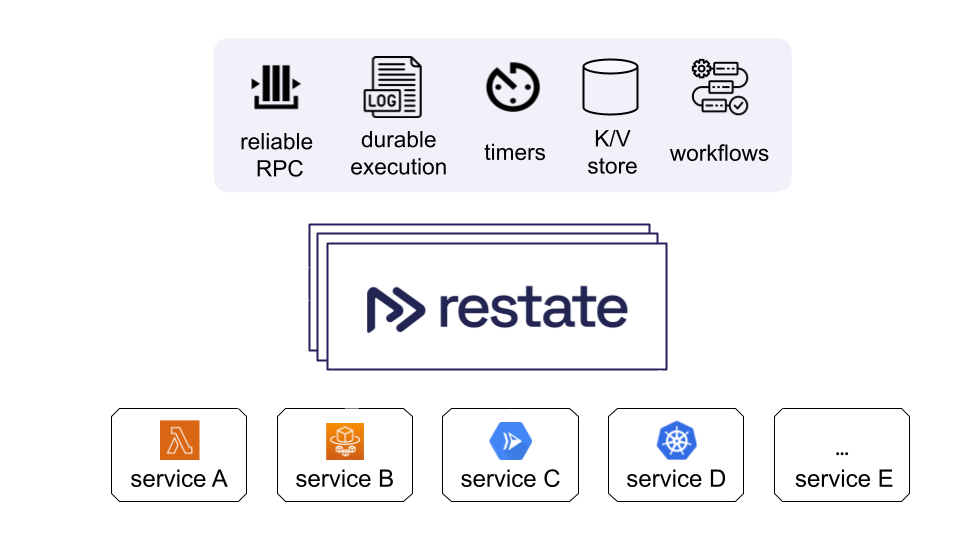 LOG
reliable
RPC
durable
execution
timers
K/V
store
workflows
restate
service A
service B
service C
service D
...
service E